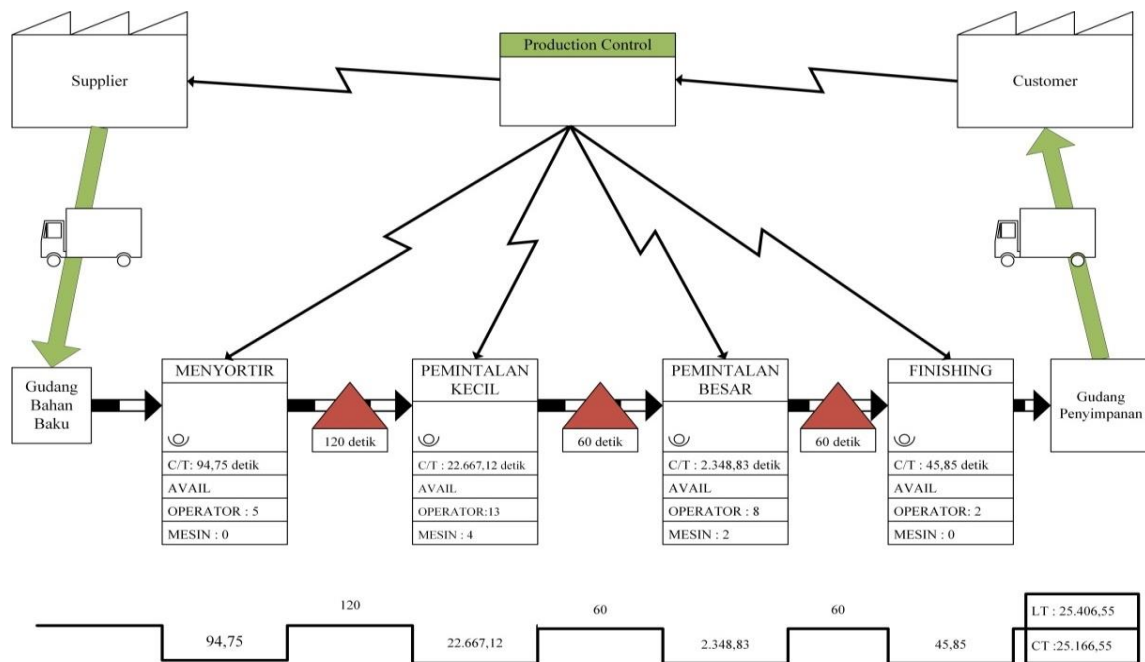 Supplier
Production Control
Customer
Gudang
Bahan
Baku
MENYORTIR
C/T: 94,75 detik
AVAIL
OPERATOR : 5
MESIN : 0
120 detik
PEMINTALAN
KECIL
C/T : 22.667,12 detik
AVAIL
OPERATOR:13
MESIN : 4
60 detik
PEMINTALAN
BESAR
C/T : 2.348,83 detik
AVAIL
OPERATOR : 8
MESIN : 2
60 detik
FINISHING
C/T : 45,85 detik
AVAIL
OPERATOR: 2
MESIN : 0
Gudang
Penyimpanan
94,75
120
22.667,12
60
2.348,83
60
45,85
LT : 25.406,55
CT :25.166,55